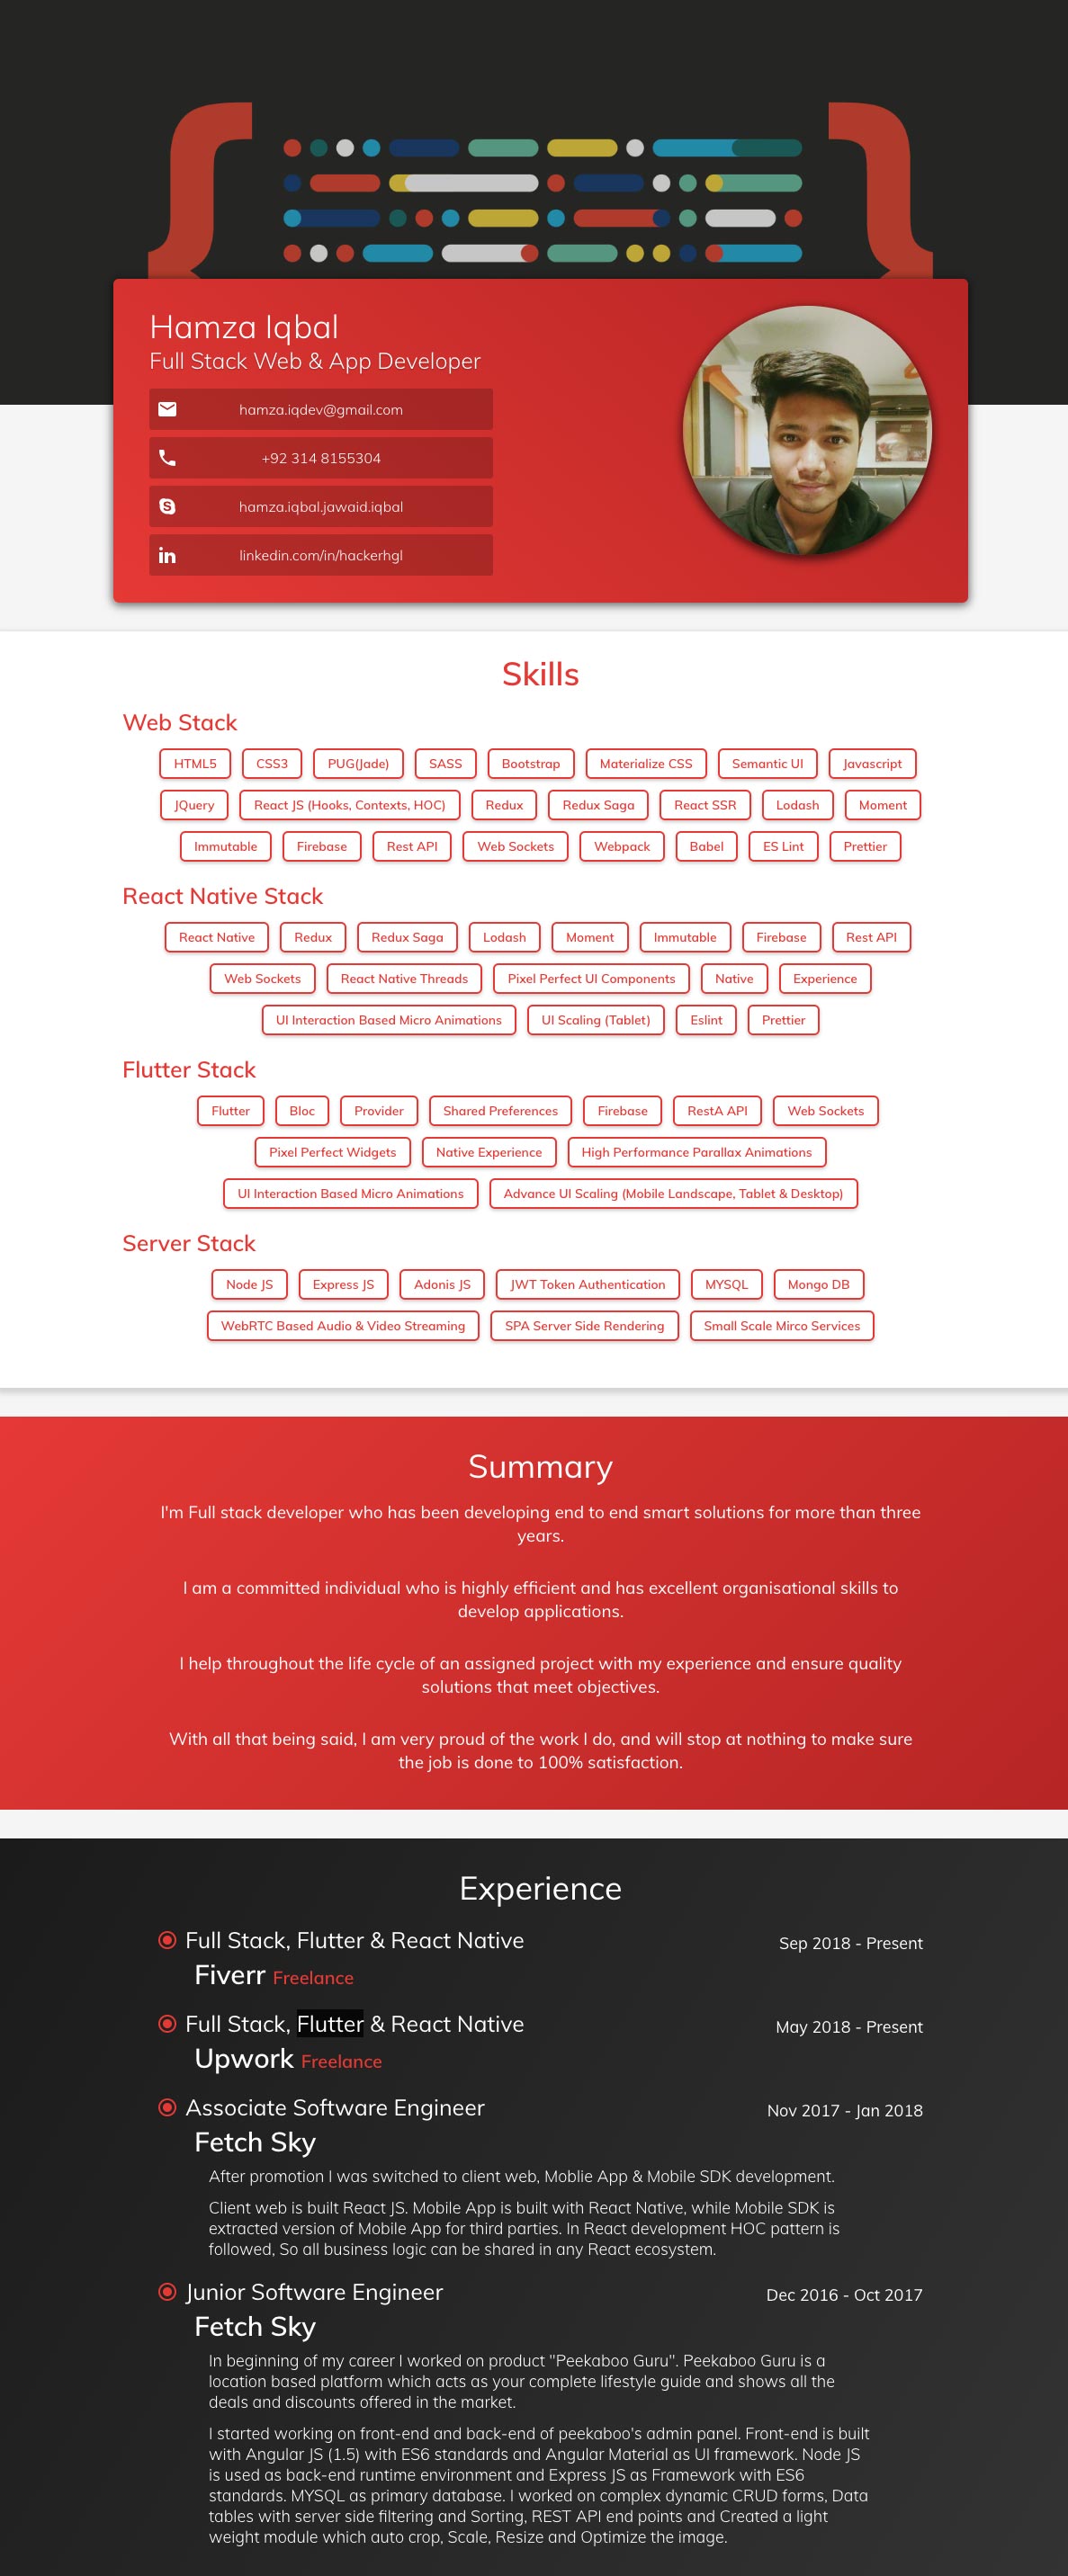 Hamza Iqbal
Full Stack Web & App Developer
hamza.iqdev@gmail.com
+92 314 8155304
hamza.iqbal.jawaid.iqbal
linkedin.com/in/hackerhgl
Skills
Web Stack
HTML5 CSS3 PUG(Jade) SASS Bootstrap Materialize CSS Semantic UI Javascript
JQuery React JS (Hooks, Contexts, HOC) Redux Redux Saga React SSR Lodash Moment
Immutable Firebase Rest API Web Sockets Webpack Babel ES Lint Prettier
React Native Stack
React Native Redux Redux Saga Lodash Moment Immutable Firebase Rest API
Web Sockets React Native Threads Pixel Perfect UI Components Native Experience
UI Interaction Based Micro Animations UI Scaling (Tablet) Eslint Prettier
Flutter Stack
Flutter Bloc Provider Shared Preferences Firebase RestA API Web Sockets
Pixel Perfect Widgets Native Experience High Performance Parallax Animations
UI Interaction Based Micro Animations Advance UI Scaling (Mobile Landscape, Tablet & Desktop)
Server Stack
Node JS Express JS Adonis JS JWT Token Authentication MYSQL Mongo DB
WebRTC Based Audio & Video Streaming SPA Server Side Rendering Small Scale Mirco Services
Summary
I'm Full stack developer who has been developing end to end smart solutions for more than three
years.
I am a committed individual who is highly efficient and has excellent organisational skills to
develop applications.
I help throughout the life cycle of an assigned project with my experience and ensure quality
solutions that meet objectives.
With all that being said, I am very proud of the work I do, and will stop at nothing to make sure
the job is done to 100% satisfaction.
Experience
Full Stack, Flutter & React Native Sep 2018 - Present
Fiverr Freelance
Full Stack, Flutter & React Native May 2018 - Present
Upwork Freelance
Associate Software Engineer Nov 2017 - Jan 2018
Fetch Sky
After promotion I was switched to client web, Moblie App & Mobile SDK development.
Client web is built React JS. Mobile App is built with React Native, while Mobile SDK is
extracted version of Mobile App for third parties. In React development HOC pattern is
followed, So all business logic can be shared in any React ecosystem.
Junior Software Engineer Dec 2016 - Oct 2017
Fetch Sky
In beginning of my career I worked on product "Peekaboo Guru". Peekaboo Guru is a
location based platform which acts as your complete lifestyle guide and shows all the
deals and discounts offered in the market.
I started working on front-end and back-end of peekaboo's admin panel. Front-end is built
with Angular JS (1.5) with ES6 standards and Angular Material as UI framework. Node JS
is used as back-end runtime environment and Express JS as Framework with ES6
standards. MYSQL as primary database. I worked on complex dynamic CRUD forms, Data
tables with server side filtering and Sorting, REST API end points and Created a light
weight module which auto crop, Scale, Resize and Optimize the image.